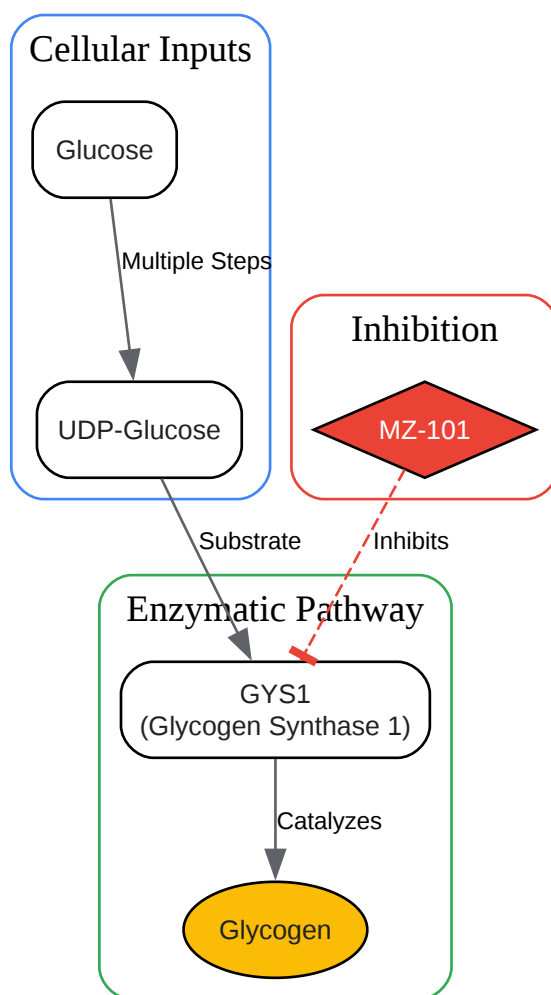 Cellular Inputs
Glucose
Multiple Steps
Inhibition
UDP-Glucose
MZ-101
Substrate
Inhibits
Enzymatic Pathway
GYS1
(Glycogen Synthase 1)
Catalyzes
Glycogen